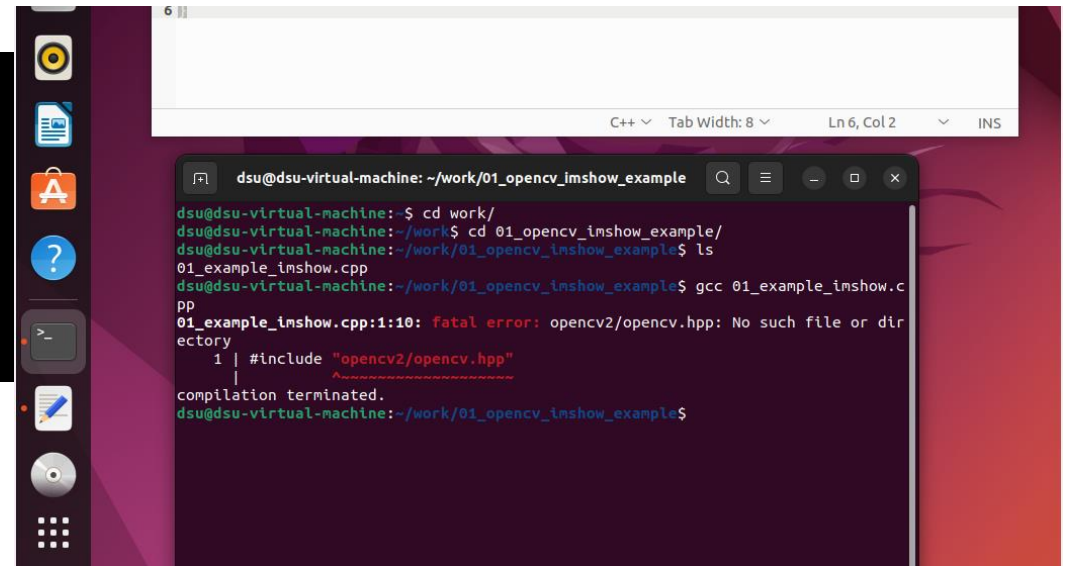 6 }
C++ Tab Width: 8 Ln 6, Col 2 INS
dsu@dsu-virtual-machine: ~/work/01_opencv_imshow_example
dsu@dsu-virtual-machine:~$ cd work/
dsu@dsu-virtual-machine:~/work$ cd 01_opencv_imshow_example/
dsu@dsu-virtual-machine:~/work/01_opencv_imshow_example$ ls
01_example_imshow.cpp
dsu@dsu-virtual-machine:~/work/01_opencv_imshow_example$ gcc 01_example_imshow.c
pp
01_example_imshow.cpp:1:10: fatal error: opencv2/opencv.hpp: No such file or dir
ectory
1 | #include "opencv2/opencv.hpp"
| ^~~~~~~~~~~~~~~~~~~~
compilation terminated.
dsu@dsu-virtual-machine:~/work/01_opencv_imshow_example$